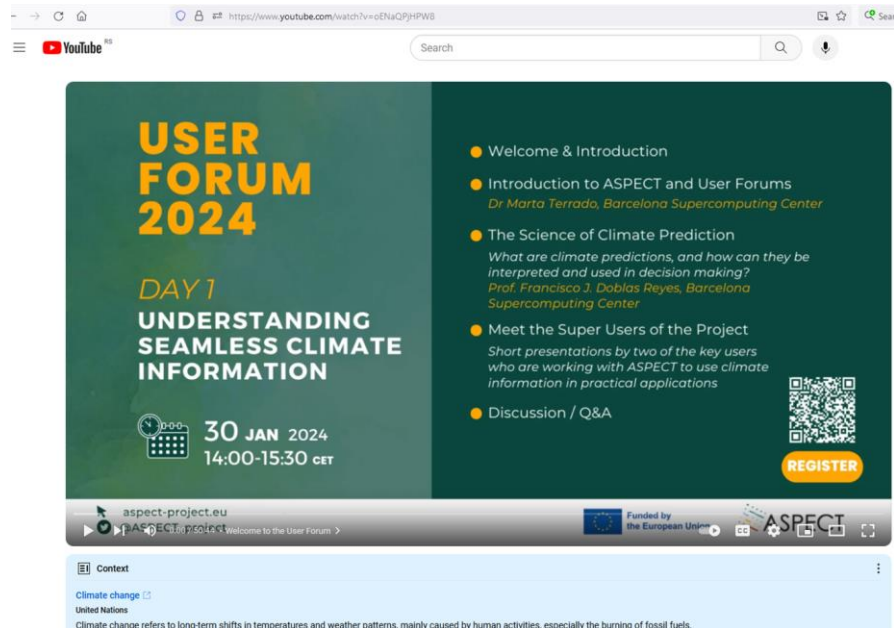 https://www.youtube.com/watch?v=oENaQPjHPW8
Sear
YouTube RS
Search
USER
FORUM
2024
DAY 1
UNDERSTANDING
SEAMLESS CLIMATE
INFORMATION
30 JAN 2024
14:00-15:30 CET
Welcome & Introduction
Introduction to ASPECT and User Forums
Dr Marta Terrado, Barcelona Supercomputing Center
The Science of Climate Prediction
What are climate predictions, and how can they be
interpreted and used in decision making?
Prof. Francisco J. Doblas Reyes, Barcelona
Supercomputing Center
Meet the Super Users of the Project
Short presentations by two of the key users
who are working with ASPECT to use climate
information in practical applications
Discussion / Q&A
REGISTER
aspect-project.eu
@ASPECT_project
Welcome to the User Forum
Funded by
the European Union
CC
ASPECT
Context
Climate change
United Nations
Climate change refers to long-term shifts in temperatures and weather patterns, mainly caused by human activities, especially the burning of fossil fuels.